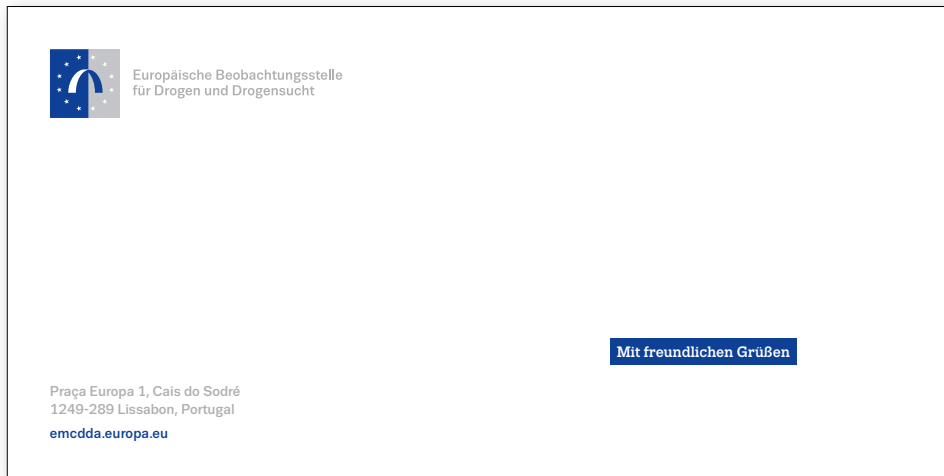 Europäische Beobachtungsstelle
für Drogen und Drogensucht
Mit freundlichen Grüßen
Praça Europa 1, Cais do Sodré
1249-289 Lissabon, Portugal
emcdda.europa.eu